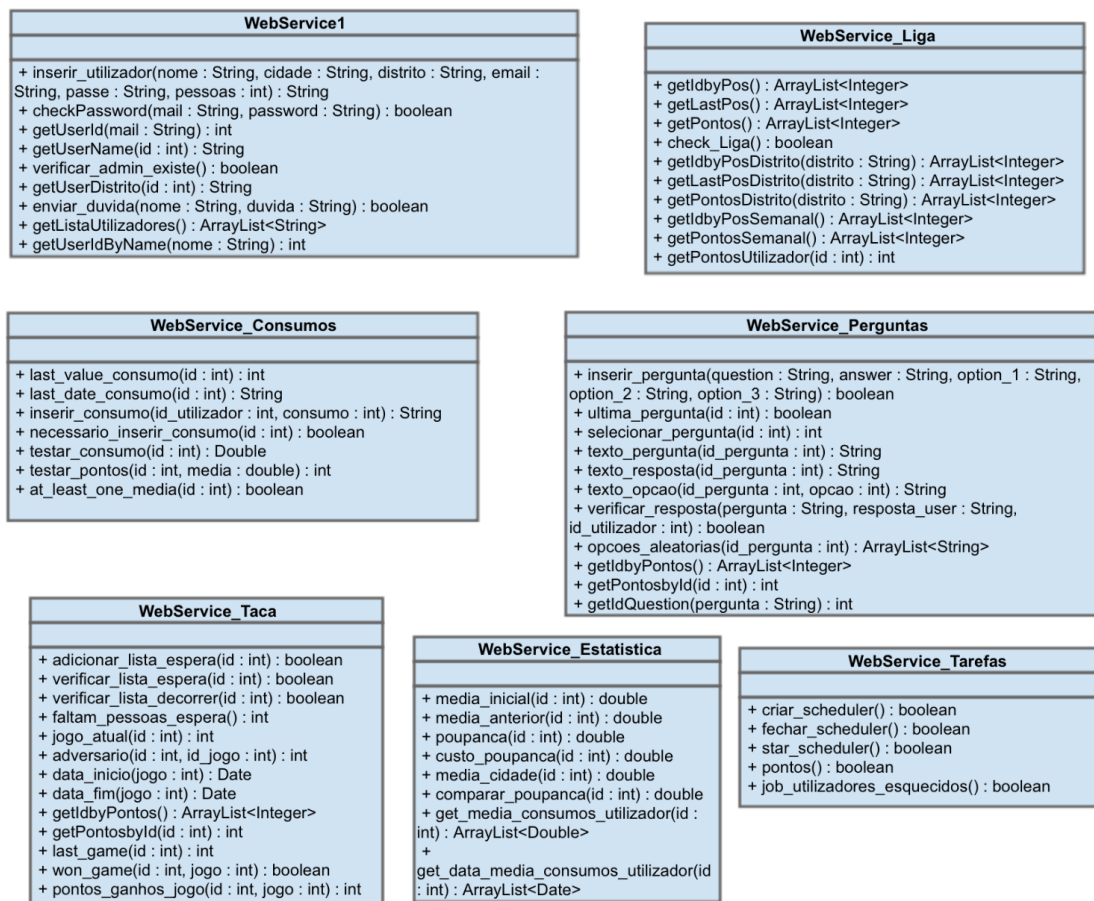 WebService1
+ inserir_utilizador(nome : String, cidade : String, distrito : String, email :
String, passe : String, pessoas : int) : String
+ checkPassword(mail : String, password : String) : boolean
+ getUserId(mail : String) : int
+ getUserName(id : int) : String
+ verificar_admin_existe() : boolean
+ getUserDistrito(id : int) : String
+ enviar_duvida(nome : String, duvida : String) : boolean
+ getListaUtilizadores() : ArrayList<String>
+ getUserIdByName(nome : String) : int
WebService_Liga
+ getIdbyPos() : ArrayList<Integer>
+ getLastPos() : ArrayList<Integer>
+ getPontos() : ArrayList<Integer>
+ check_Liga() : boolean
+ getIdbyPosDistrito(distrito : String) : ArrayList<Integer>
+ getLastPosDistrito(distrito : String) : ArrayList<Integer>
+ getPontosDistrito(distrito : String) : ArrayList<Integer>
+ getIdbyPosSemanal() : ArrayList<Integer>
+ getPontosSemanal() : ArrayList<Integer>
+ getPontosUtilizador(id : int) : int
WebService_Consumos
+ last_value_consumo(id : int) : int
+ last_date_consumo(id : int) : String
+ inserir_consumo(id_utilizador : int, consumo : int) : String
+ necessario_inserir_consumo(id : int) : boolean
+ testar_consumo(id : int) : Double
+ testar_pontos(id : int, media : double) : int
+ at_least_one_media(id : int) : boolean
WebService_Perguntas
+ inserir_pergunta(question : String, answer : String, option_1 : String,
option_2 : String, option_3 : String) : boolean
+ ultima_pergunta(id : int) : boolean
+ selecionar_pergunta(id : int) : int
+ texto_pergunta(id_pergunta : int) : String
+ texto_resposta(id_pergunta : int) : String
+ texto_opcao(id_pergunta : int, opcao : int) : String
+ verificar_resposta(pergunta : String, resposta_user : String,
id_utilizador : int) : boolean
+ opcoes_aleatorias(id_pergunta : int) : ArrayList<String>
+ getIdbyPontos() : ArrayList<Integer>
+ getPontosbyId(id : int) : int
+ getIdQuestion(pergunta : String) : int
WebService_Taca
+ adicionar_lista_espera(id : int) : boolean
+ verificar_lista_espera(id : int) : boolean
+ verificar_lista_decorrer(id : int) : boolean
+ faltam_pessoas_espera() : int
+ jogo_atual(id : int) : int
+ adversario(id : int, id_jogo : int) : int
+ data_inicio(jogo : int) : Date
+ data_fim(jogo : int) : Date
+ getIdbyPontos() : ArrayList<Integer>
+ getPontosbyId(id : int) : int
+ last_game(id : int) : int
+ won_game(id : int, jogo : int) : boolean
+ pontos_ganhos_jogo(id : int, jogo : int) : int
WebService_Estatistica
+ media_inicial(id : int) : double
+ media_anterior(id : int) : double
+ poupanca(id : int) : double
+ custo_poupanca(id : int) : double
+ media_cidade(id : int) : double
+ comparar_poupanca(id : int) : double
+ get_media_consumos_utilizador(id :
int) : ArrayList<Double>
+
get_data_media_consumos_utilizador(id
: int) : ArrayList<Date>
WebService_Tarefas
+ criar_scheduler() : boolean
+ fechar_scheduler() : boolean
+ star_scheduler() : boolean
+ pontos() : boolean
+ job_utilizadores_esquecidos() : boolean